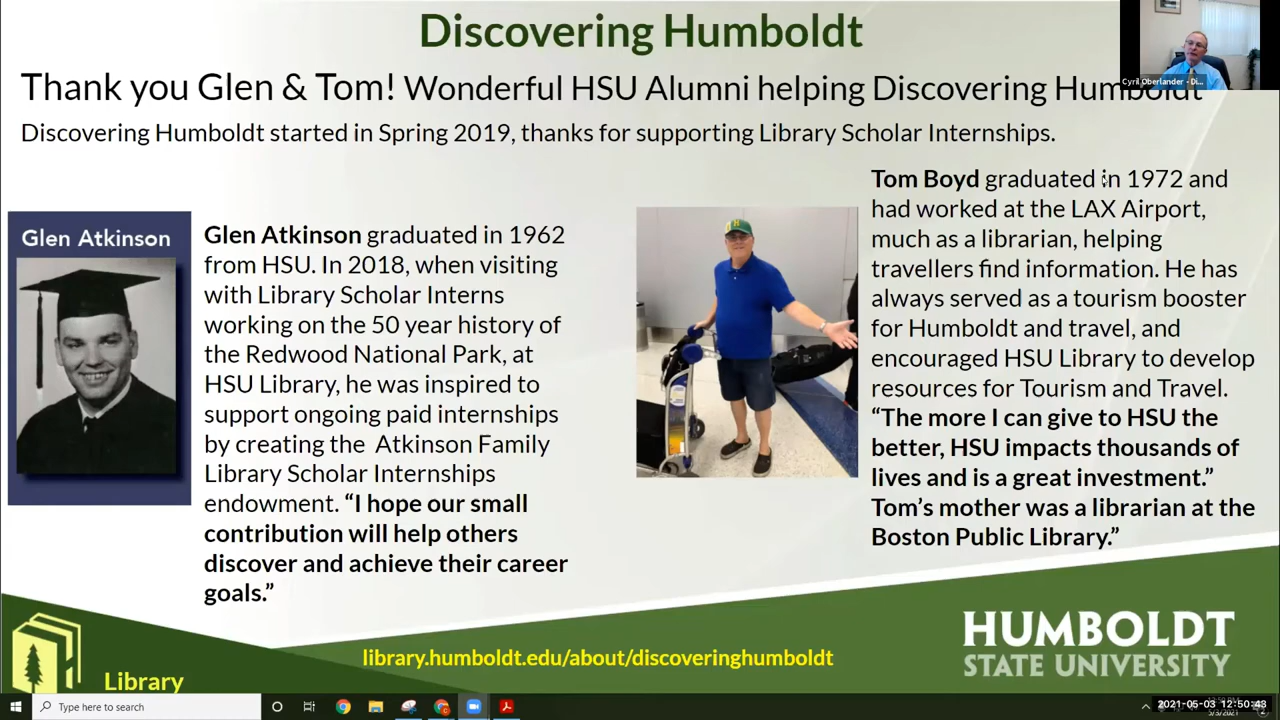 Discovering Humboldt
Cyril Oberlander - Di...
Thank you Glen & Tom! Wonderful HSU Alumni helping Discovering Humboldt
Discovering Humboldt started in Spring 2019, thanks for supporting Library Scholar Internships.
Glen Atkinson
Glen Atkinson graduated in 1962
from HSU. In 2018, when visiting
with Library Scholar Interns
working on the 50 year history of
the Redwood National Park, at
HSU Library, he was inspired to
support ongoing paid internships
by creating the Atkinson Family
Library Scholar Internships
endowment. “I hope our small
contribution will help others
discover and achieve their career
goals.”
Tom Boyd graduated in 1972 and
had worked at the LAX Airport,
much as a librarian, helping
travellers find information. He has
always served as a tourism booster
for Humboldt and travel, and
encouraged HSU Library to develop
resources for Tourism and Travel.
“The more I can give to HSU the
better, HSU impacts thousands of
lives and is a great investment.”
Tom’s mother was a librarian at the
Boston Public Library.”
Library
library.humboldt.edu/about/discoveringhumboldt
HUMBOLDT
STATE UNIVERSITY
Type here to search
2021-05-03 12:50:43